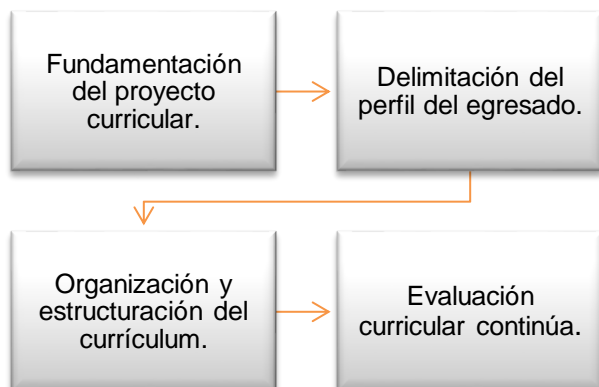 Fundamentación
del proyecto
curricular.
Delimitación del
perfil del egresado.
Organización y
estructuración del
currículum.
Evaluación
curricular continúa.